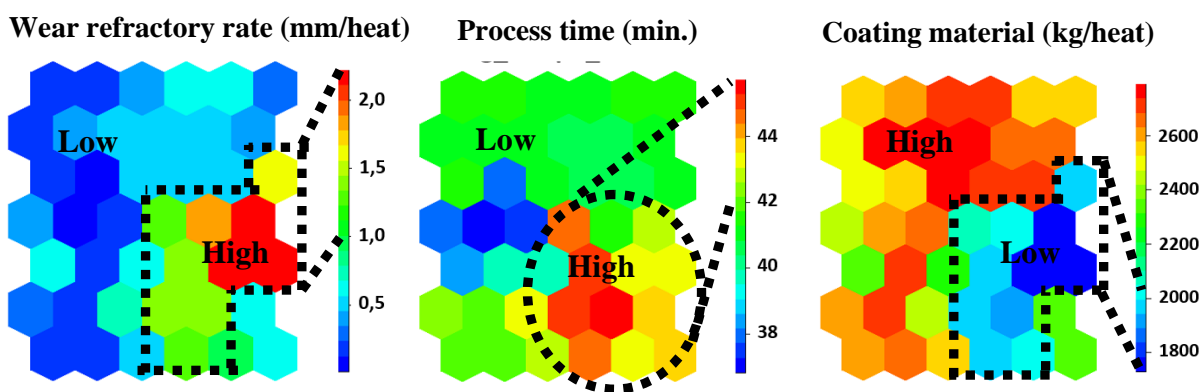 Wear refractory rate (mm/heat)
Process time (min.)
Coating material (kg/heat)
Low
High
2,0
1,5
1,0
0,5
Low
High
44
42
40
38
High
Low
2600
2400
2200
2000
1800